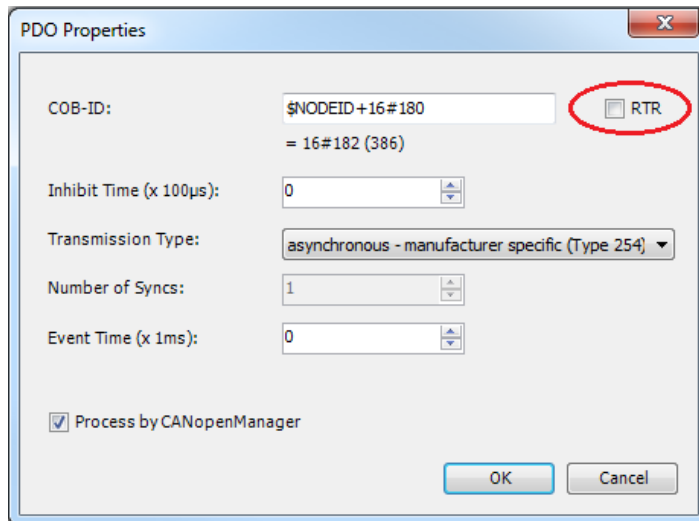 PDO Properties
COB-ID: $NODEID+16#180 RTR
= 16#182 (386)
Inhibit Time (x 100µs): 0
Transmission Type: asynchronous - manufacturer specific (Type 254)
Number of Syncs: 1
Event Time (x 1ms): 0
Process by CANopenManager
OK Cancel